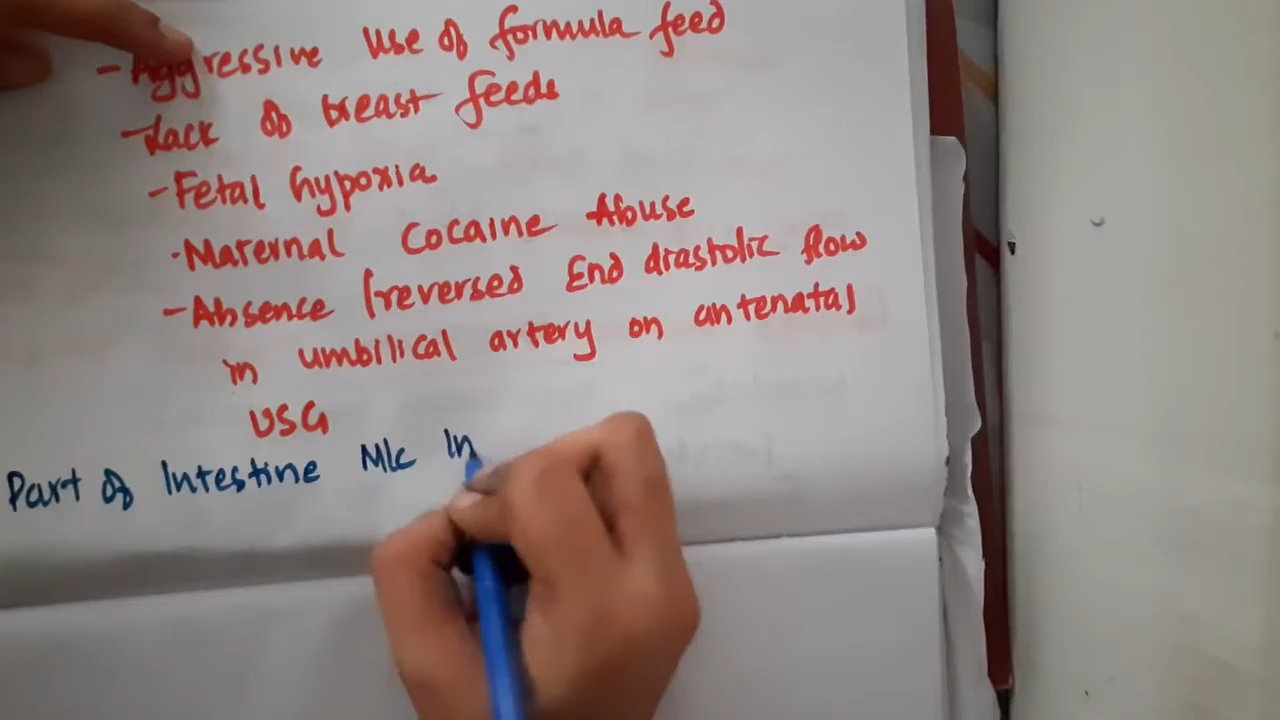 - Aggressive Use of formula feed
- Lack of breast feeds
- Fetal hypoxia
· Maternal Cocaine Abuse
- Absence /reversed End diastolic flow
in umbilical artery on antenatal
USG
Part of Intestine M/c In